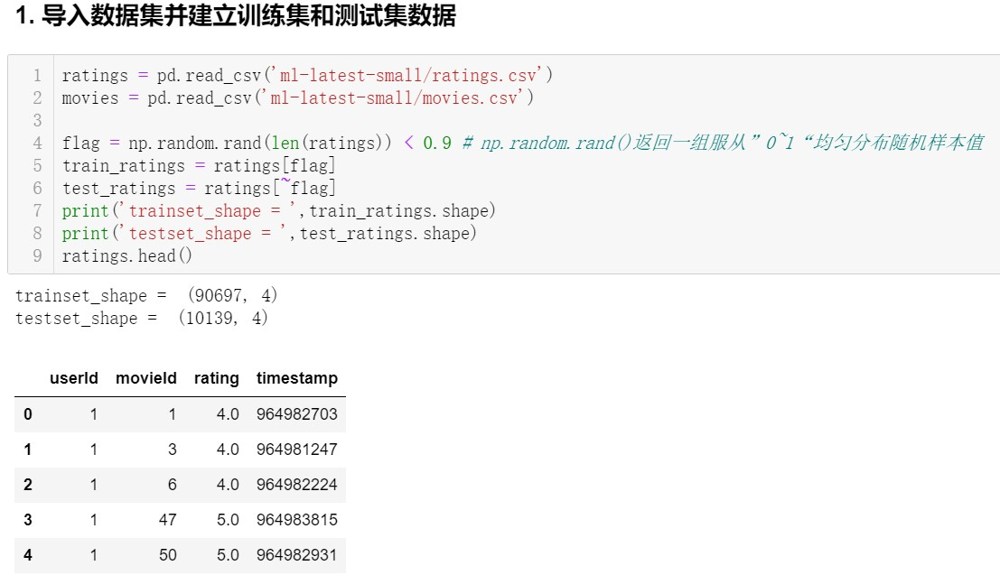 1. 导入数据集并建立训练集和测试集数据
1 ratings = pd.read_csv('ml-latest-small/ratings.csv')
2 movies = pd.read_csv('ml-latest-small/movies.csv')
3
4 flag = np.random.rand(len(ratings)) < 0.9 # np.random.rand()返回一组服从”0~1“均匀分布随机样本值
5 train_ratings = ratings[flag]
6 test_ratings = ratings[~flag]
7 print('trainset_shape = ',train_ratings.shape)
8 print('testset_shape = ',test_ratings.shape)
9 ratings.head()
trainset_shape =  (90697, 4)
testset_shape =  (10139, 4)
userId movieId rating timestamp
0 1 1 4.0 964982703
1 1 3 4.0 964981247
2 1 6 4.0 964982224
3 1 47 5.0 964983815
4 1 50 5.0 964982931